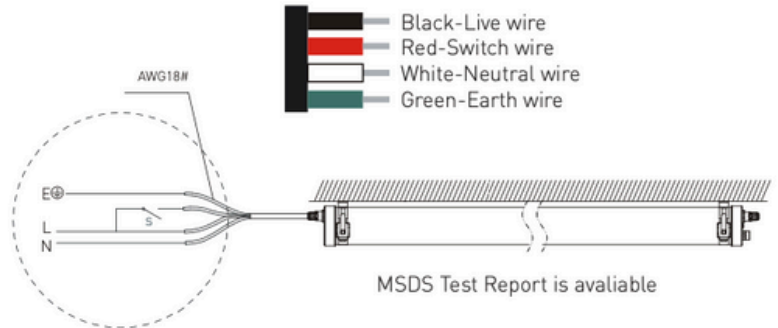 Black-Live wire
Red-Switch wire
White-Neutral wire
Green-Earth wire
AWG18#
E
S
L
N
MSDS Test Report is avaliable